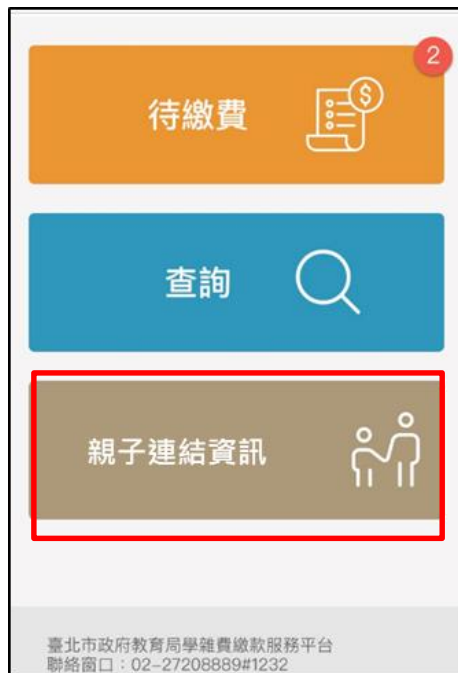 2
待繳費
查詢
親子連結資訊
臺北市政府教育局學雜費繳款服務平台
聯絡窗口：02-27208889#1232